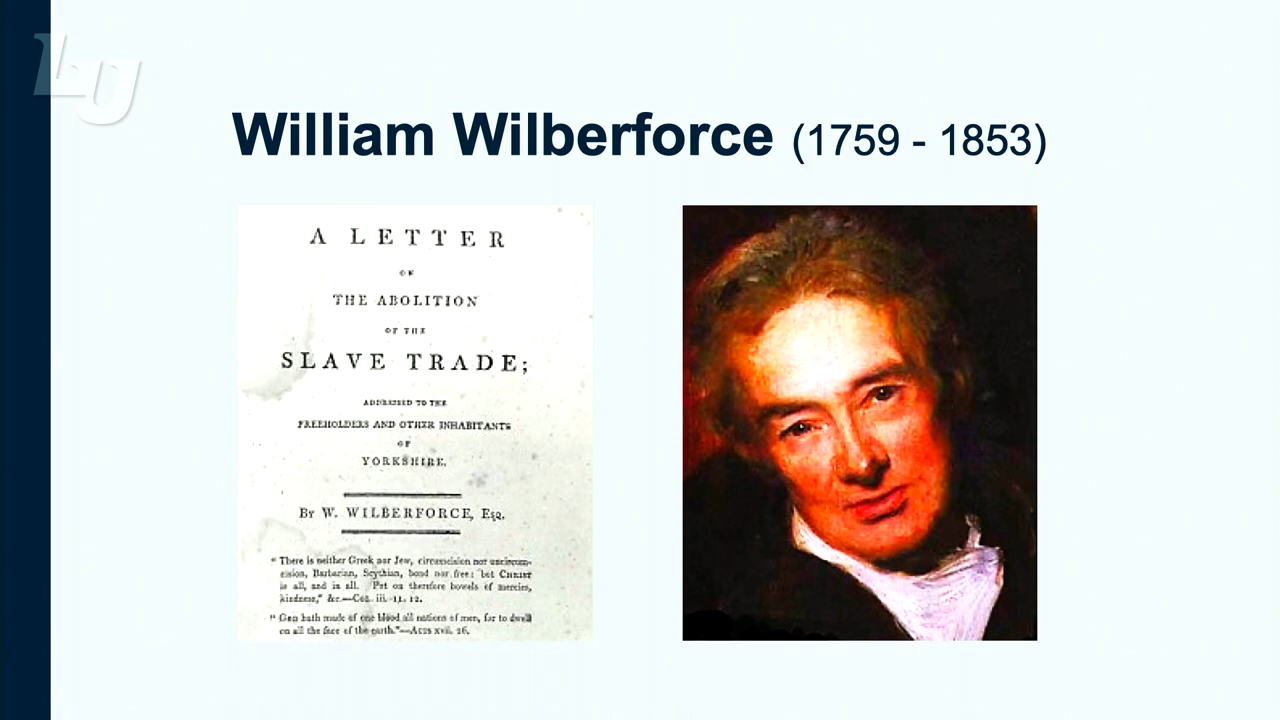 LU
William Wilberforce (1759 - 1853)
A LETTER
ON
THE ABOLITION
OF THE
SLAVE TRADE;
ADDRESSED TO THE
FREEHOLDERS AND OTHER INHABITANTS
OF
YORKSHIRE.
BY W. WILBERFORCE, ESQ.
“ There is neither Greek nor Jew, circumcision nor uncircum-
cision, Barbarian, Scythian, bond nor free: but CHRIST
is all, and in all. Put on therefore bowels of mercies,
kindness,” &c.—COL. iii. 11. 12.
“ GOD hath made of one blood all nations of men, for to dwell
on all the face of the earth.”—ACTS xvii. 26.